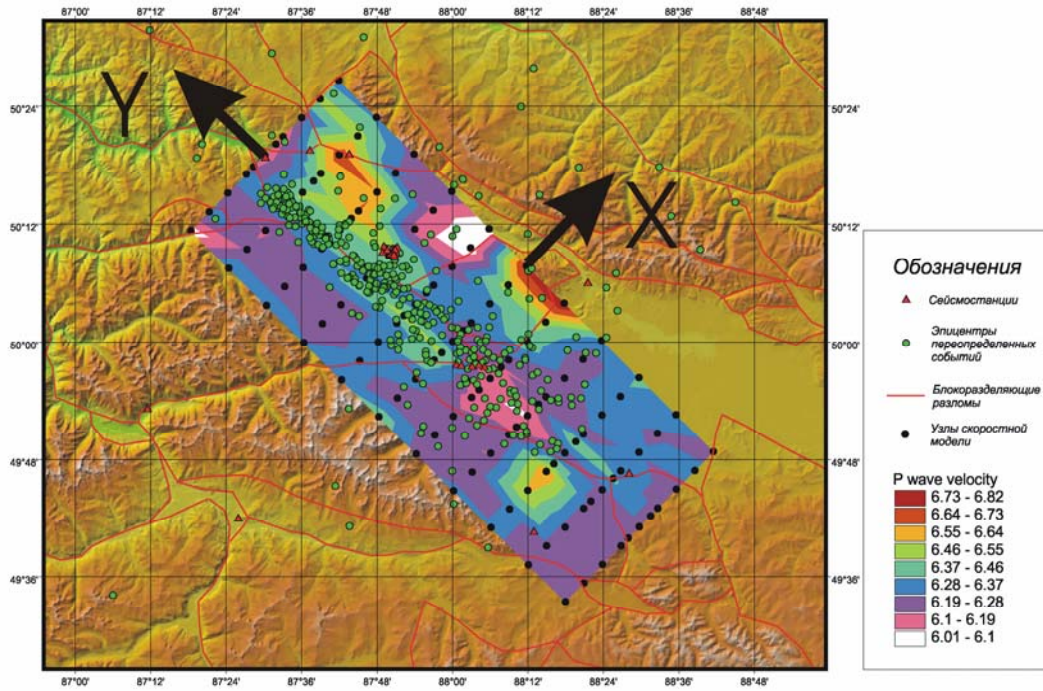 87°00' 87°12' 87°24' 87°36' 87°48' 88°00' 88°12' 88°24' 88°36' 88°48'
50°24' 50°24'
50°12' 50°12'
50°00' 50°00'
49°48' 49°48'
49°36' 49°36'
Y
X
87°00' 87°12' 87°24' 87°36' 87°48' 88°00' 88°12' 88°24' 88°36' 88°48'
Обозначения
Сейсмостанции
Эпицентры
переопределенных
событий
Блокоразделяющие
разломы
Узлы скоростной
модели
P wave velocity
6.73 - 6.82
6.64 - 6.73
6.55 - 6.64
6.46 - 6.55
6.37 - 6.46
6.28 - 6.37
6.19 - 6.28
6.1 - 6.19
6.01 - 6.1